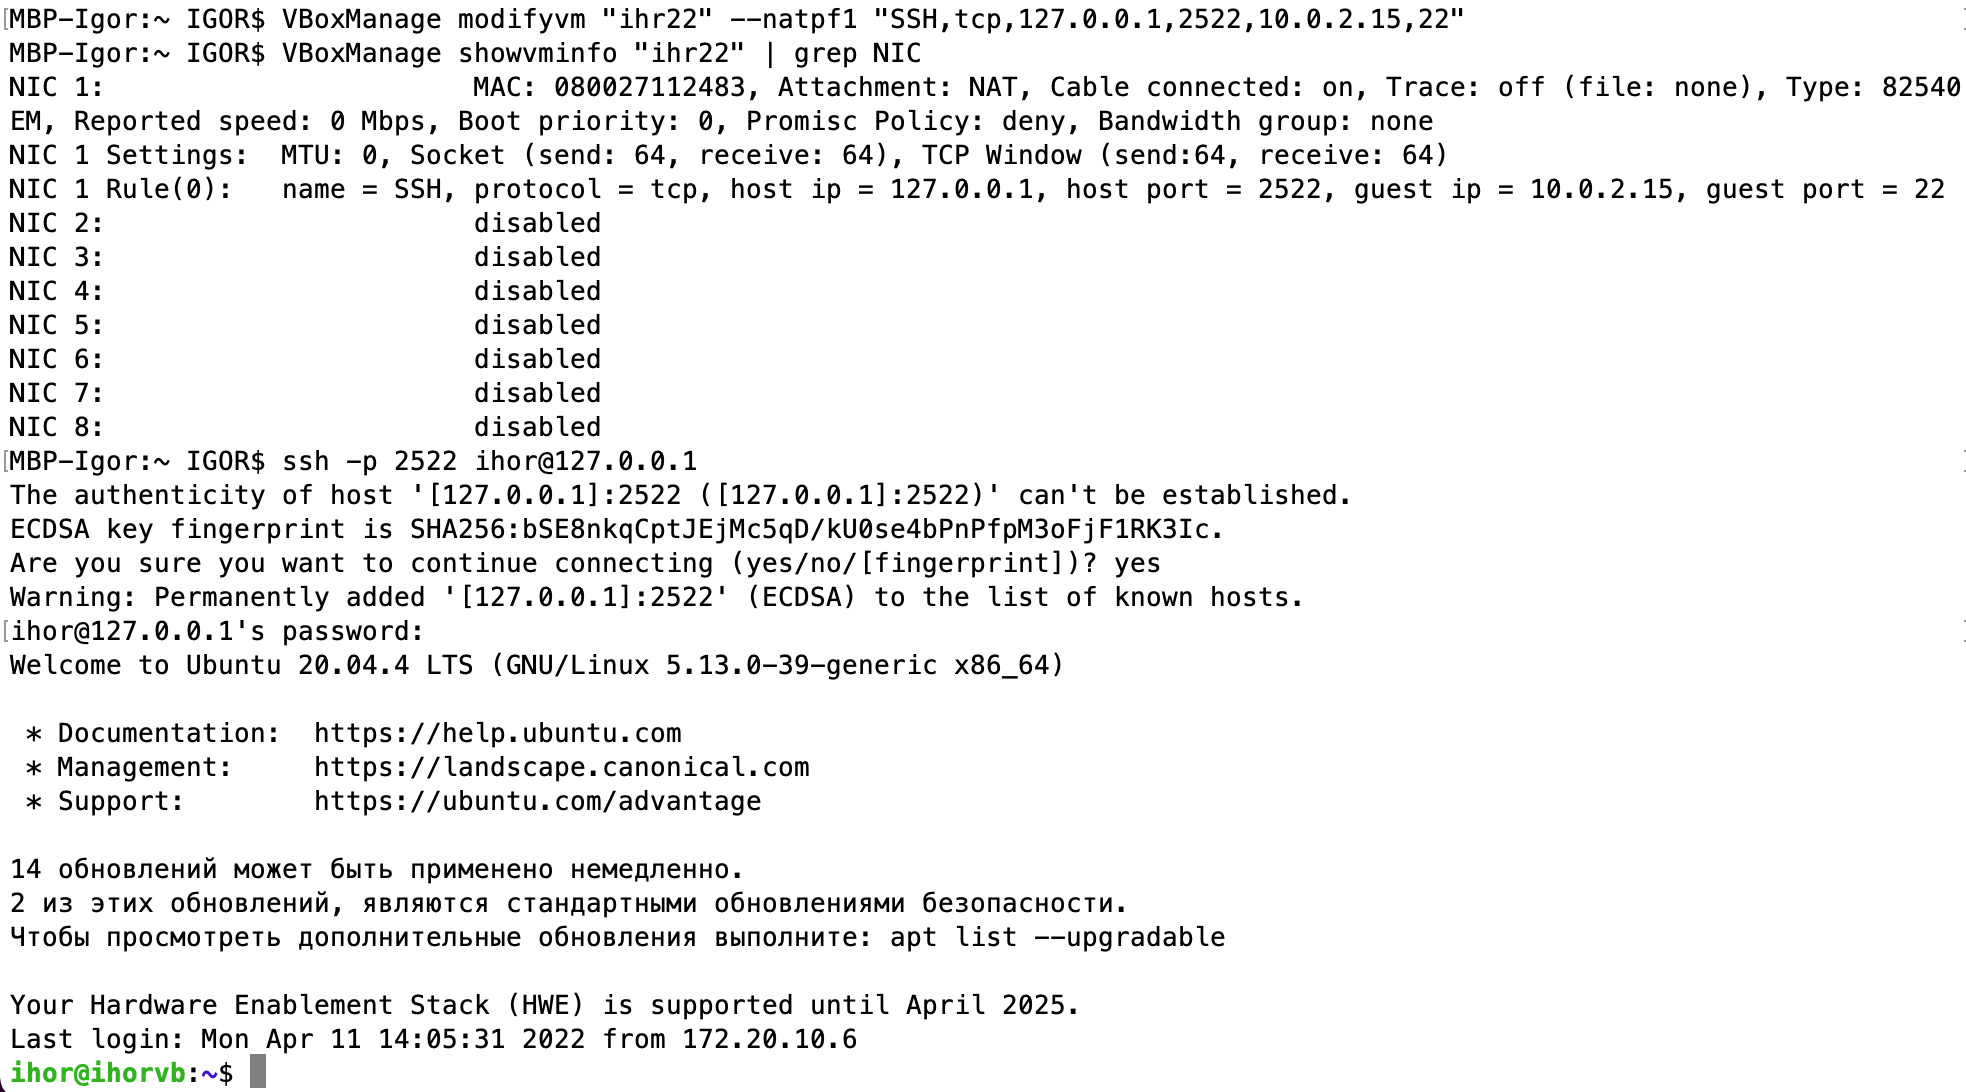 MBP-Igor:~ IGOR$ VBoxManage modifyvm "ihr22" --natpf1 "SSH,tcp,127.0.0.1,2522,10.0.2.15,22"
MBP-Igor:~ IGOR$ VBoxManage showvminfo "ihr22" | grep NIC
NIC 1:                       MAC: 080027112483, Attachment: NAT, Cable connected: on, Trace: off (file: none), Type: 82540
EM, Reported speed: 0 Mbps, Boot priority: 0, Promisc Policy: deny, Bandwidth group: none
NIC 1 Settings:  MTU: 0, Socket (send: 64, receive: 64), TCP Window (send:64, receive: 64)
NIC 1 Rule(0):   name = SSH, protocol = tcp, host ip = 127.0.0.1, host port = 2522, guest ip = 10.0.2.15, guest port = 22
NIC 2:                       disabled
NIC 3:                       disabled
NIC 4:                       disabled
NIC 5:                       disabled
NIC 6:                       disabled
NIC 7:                       disabled
NIC 8:                       disabled
MBP-Igor:~ IGOR$ ssh -p 2522 ihor@127.0.0.1
The authenticity of host '[127.0.0.1]:2522 ([127.0.0.1]:2522)' can't be established.
ECDSA key fingerprint is SHA256:bSE8nkqCptJEjMc5qD/kU0se4bPnPfpM3oFjF1RK3Ic.
Are you sure you want to continue connecting (yes/no/[fingerprint])? yes
Warning: Permanently added '[127.0.0.1]:2522' (ECDSA) to the list of known hosts.
ihor@127.0.0.1's password:
Welcome to Ubuntu 20.04.4 LTS (GNU/Linux 5.13.0-39-generic x86_64)

 * Documentation:  https://help.ubuntu.com
 * Management:     https://landscape.canonical.com
 * Support:        https://ubuntu.com/advantage

14 обновлений может быть применено немедленно.
2 из этих обновлений, являются стандартными обновлениями безопасности.
Чтобы просмотреть дополнительные обновления выполните: apt list --upgradable

Your Hardware Enablement Stack (HWE) is supported until April 2025.
Last login: Mon Apr 11 14:05:31 2022 from 172.20.10.6
ihor@ihorvb:~$